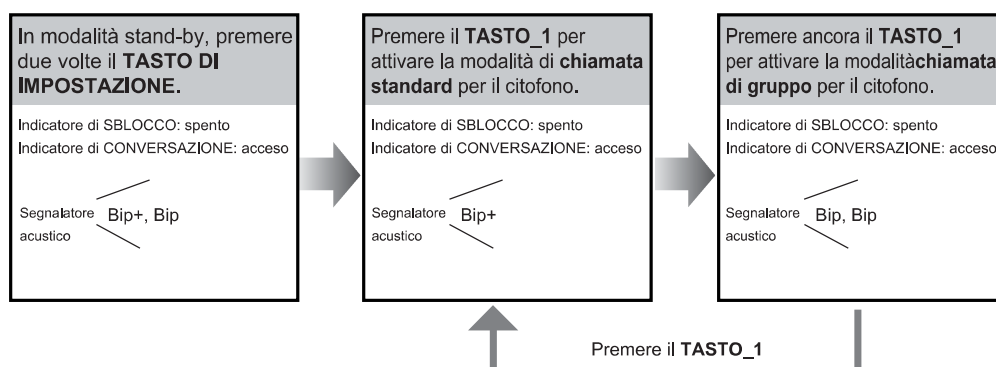 In modalità stand-by, premere
due volte il TASTO DI
IMPOSTAZIONE.
Indicatore di SBLOCCO: spento
Indicatore di CONVERSAZIONE: acceso
Segnalatore
acustico
Bip+, Bip
Premere il TASTO_1 per
attivare la modalità di chiamata
standard per il citofono.
Indicatore di SBLOCCO: spento
Indicatore di CONVERSAZIONE: acceso
Segnalatore
acustico
Bip+
Premere ancora il TASTO_1
per attivare la modalitàchiamata
di gruppo per il citofono.
Indicatore di SBLOCCO: spento
Indicatore di CONVERSAZIONE: acceso
Segnalatore
acustico
Bip, Bip
Premere il TASTO_1